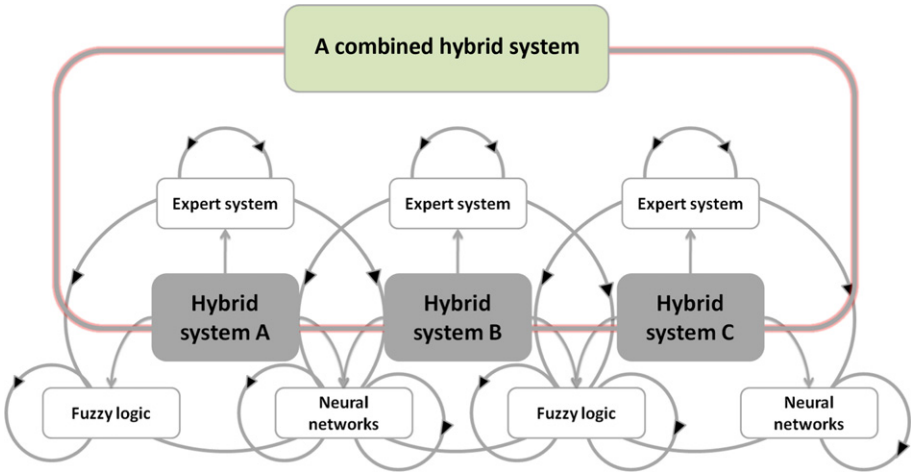 A combined hybrid system
Expert system
Expert system
Expert system
Hybrid
system A
Hybrid
system B
Hybrid
system C
Fuzzy logic
Neural
networks
Fuzzy logic
Neural
networks